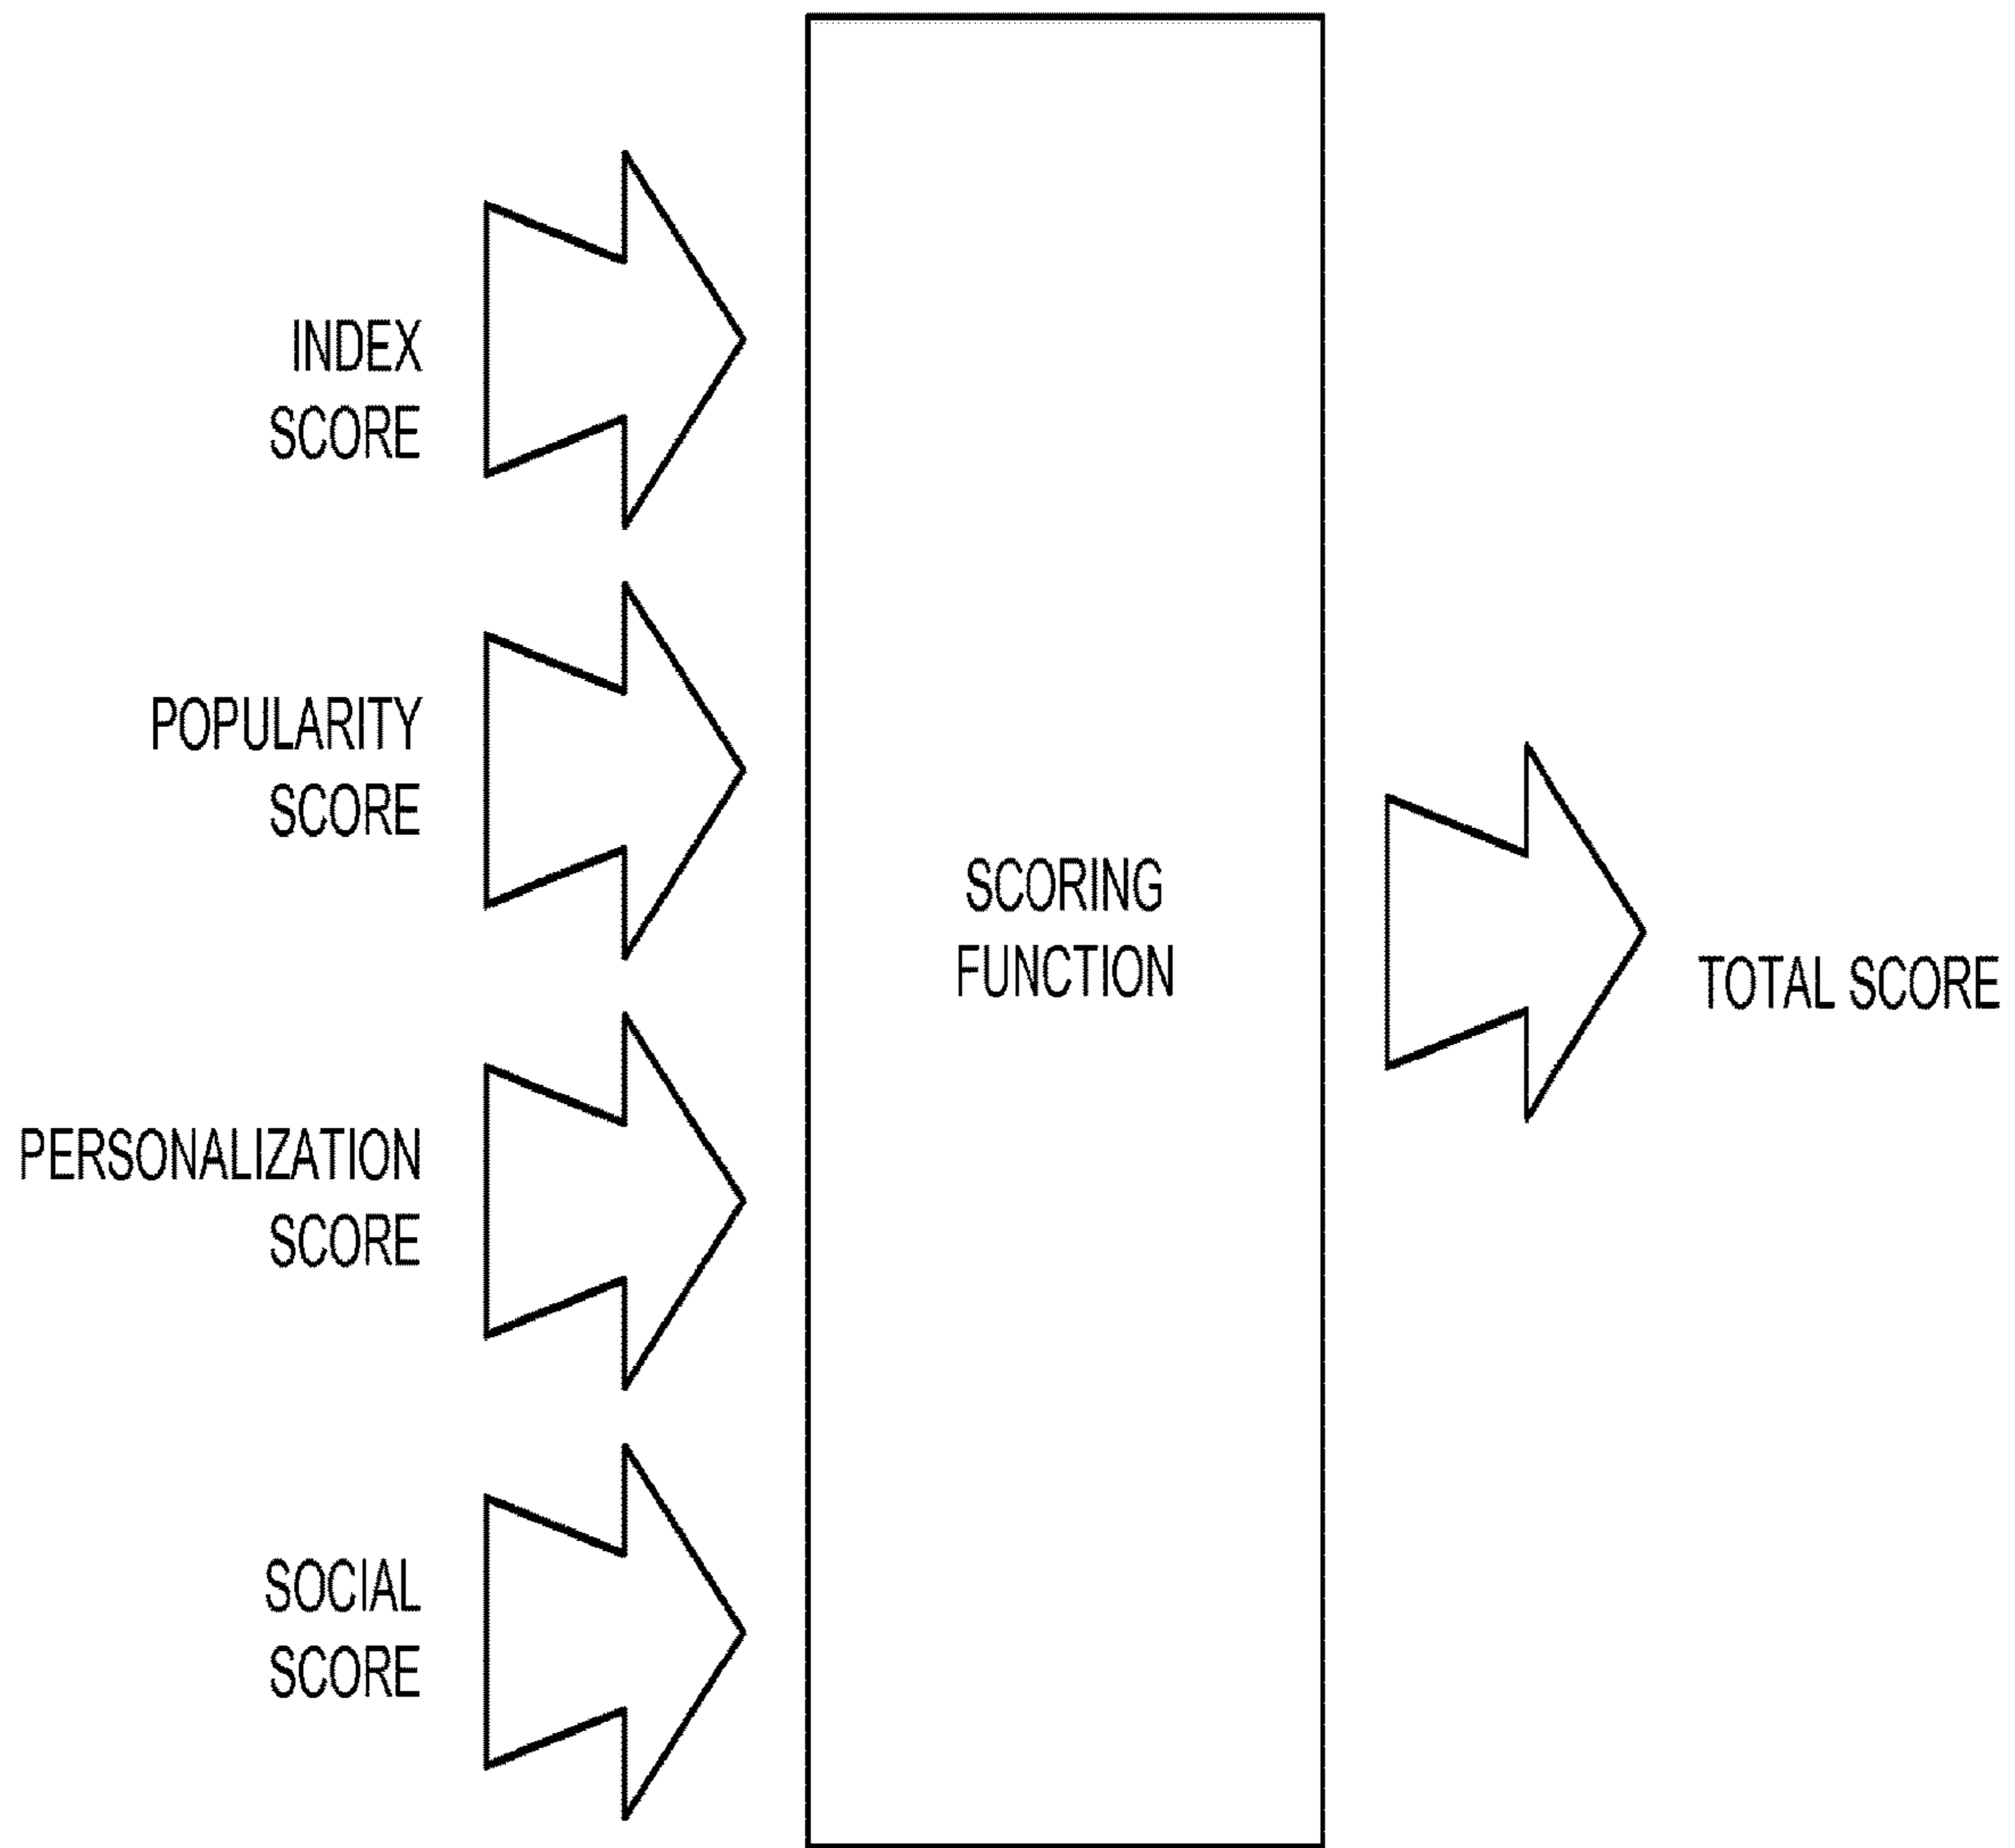 INDEX
SCORE
POPULARITY
SCORE
PERSONALIZATION
SCORE
SOCIAL
SCORE
SCORING
FUNCTION
TOTAL SCORE